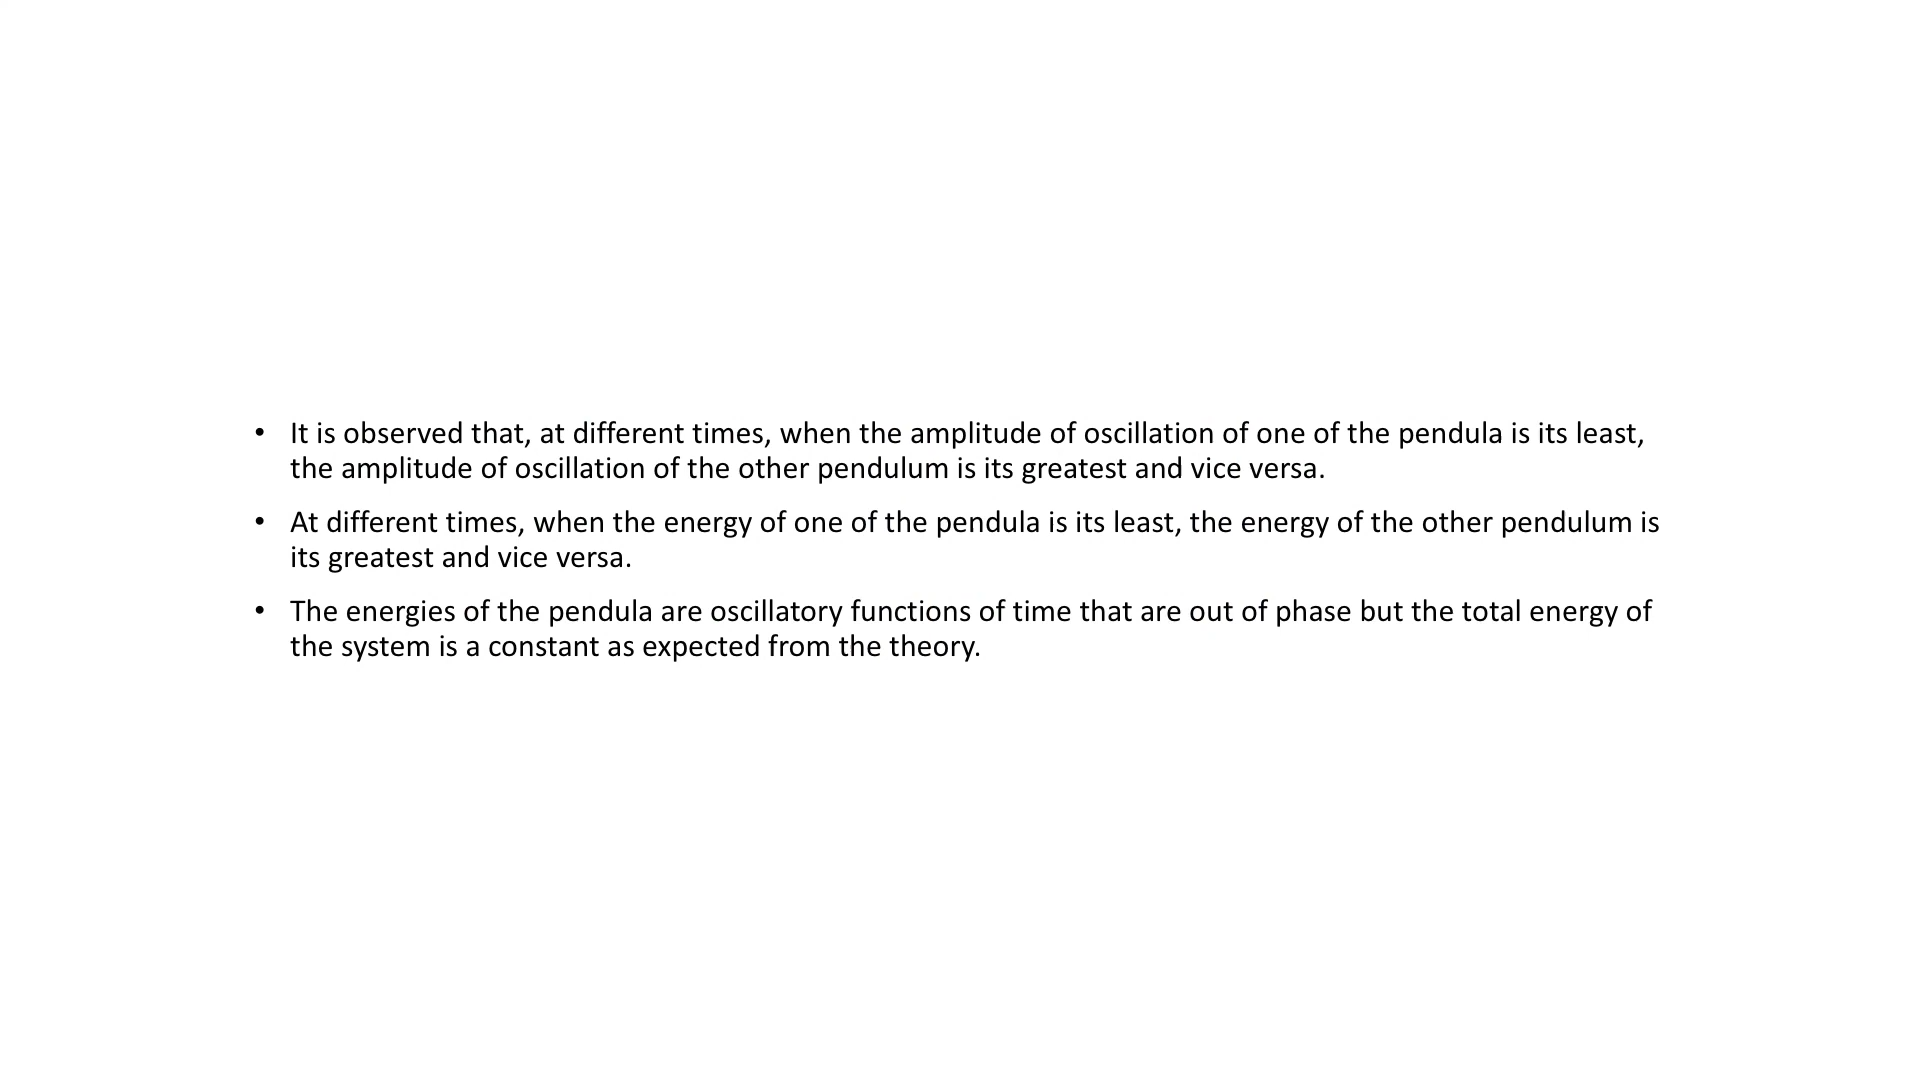 • It is observed that, at different times, when the amplitude of oscillation of one of the pendula is its least,
the amplitude of oscillation of the other pendulum is its greatest and vice versa.
• At different times, when the energy of one of the pendula is its least, the energy of the other pendulum is
its greatest and vice versa.
• The energies of the pendula are oscillatory functions of time that are out of phase but the total energy of
the system is a constant as expected from the theory.